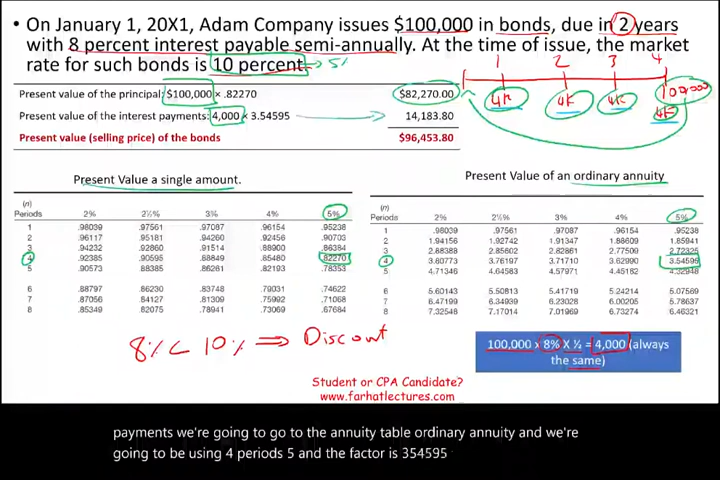 • On January 1, 20X1, Adam Company issues $100,000 in bonds, due in 2 years
with 8 percent interest payable semi-annually. At the time of issue, the market
rate for such bonds is 10 percent. → 5%
1 2 3 4
Present value of the principal: $100,000 × .82270 $82,270.00
4K 4K 4K 100,000
4K
Present value of the interest payments: 4,000 × 3.54595 14,183.80
Present value (selling price) of the bonds $96,453.80
Present Value a single amount.
(n)
Periods 2% 2½% 3% 4% 5%
1 .98039 .97561 .97087 .96154 .95238
2 .96117 .95181 .94260 .92456 .90703
3 .94232 .92860 .91514 .88900 .86384
4 .92385 .90595 .88849 .85480 .82270
5 .90573 .88385 .86261 .82193 .78353
6 .88797 .86230 .83748 .79031 .74622
7 .87056 .84127 .81309 .75992 .71068
8 .85349 .82075 .78941 .73069 .67684
Present Value of an ordinary annuity
(n)
Periods 2% 2½% 3% 4% 5%
1 .98039 .97561 .97087 .96154 .95238
2 1.94156 1.92742 1.91347 1.88609 1.85941
3 2.88388 2.85602 2.82861 2.77509 2.72325
4 3.60773 3.76197 3.71710 3.62990 3.54595
5 4.71346 4.64583 4.57971 4.45182 4.32948
6 5.60143 5.50813 5.41719 5.24214 5.07569
7 6.47199 6.34939 6.23028 6.00205 5.78637
8 7.32548 7.17014 7.01969 6.73274 6.46321
8% < 10% ⇒ Discount
100,000 × 8% X ½ = 4,000 (always
the same)
Student or CPA Candidate?
www.farhatlectures.com
payments we're going to go to the annuity table ordinary annuity and we're
going to be using 4 periods 5 and the factor is 354595